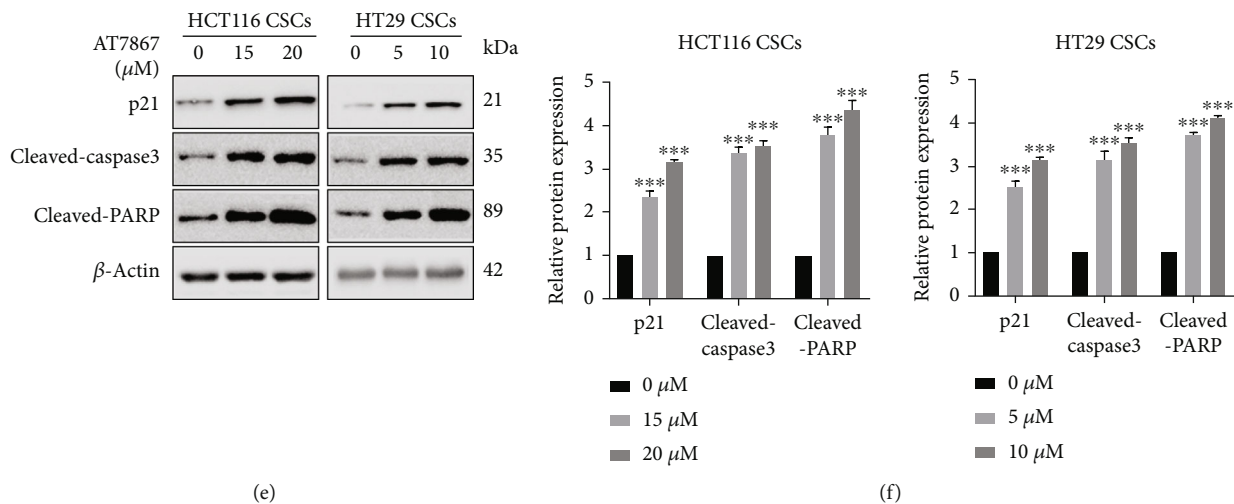 HCT116 CSCs HT29 CSCs
AT7867 (μM) 0 15 20 0 5 10 kDa
p21 21
Cleaved-caspase3 35
Cleaved-PARP 89
β-Actin 42
(e)
HCT116 CSCs
Relative protein expression
5
4
3
2
1
0
*** *** *** *** *** ***
p21 Cleaved-caspase3 Cleaved-PARP
0 μM
15 μM
20 μM
HT29 CSCs
Relative protein expression
5
4
3
2
1
0
*** *** *** *** *** ***
p21 Cleaved-caspase3 Cleaved-PARP
0 μM
5 μM
10 μM
(f)